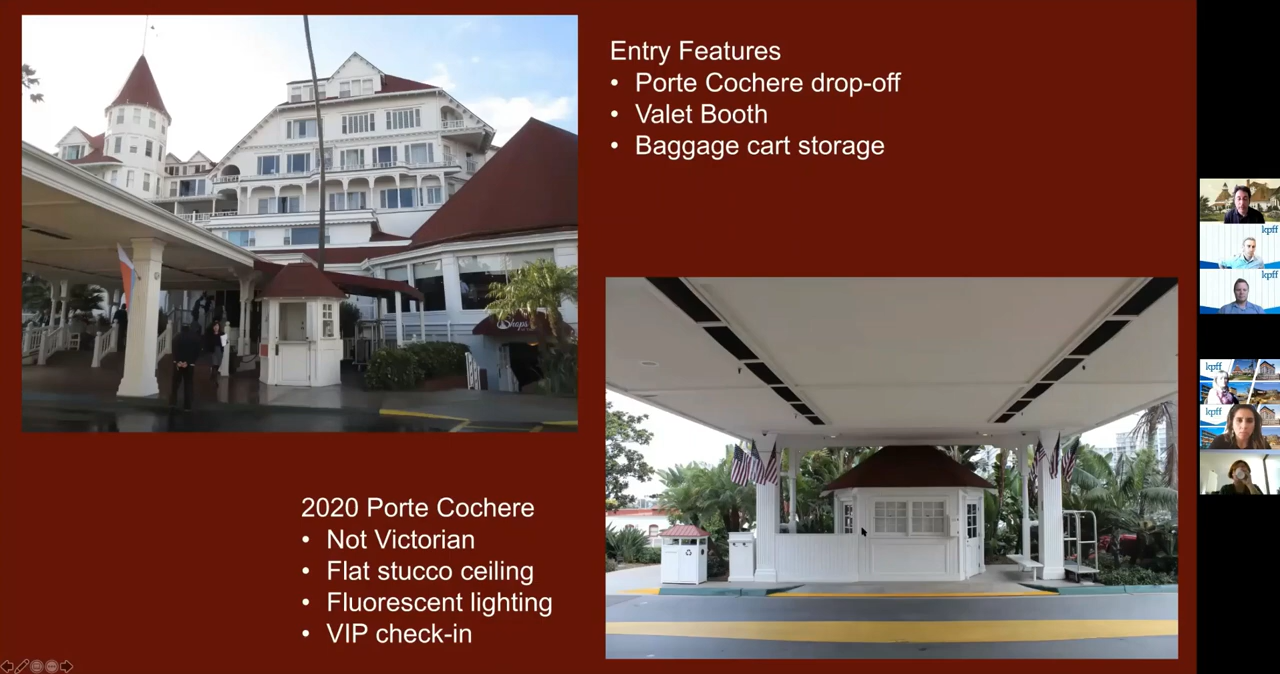 Entry Features
• Porte Cochere drop-off
• Valet Booth
• Baggage cart storage
Shops
2020 Porte Cochere
• Not Victorian
• Flat stucco ceiling
• Fluorescent lighting
• VIP check-in
kpff
kpff
kpff
kpff